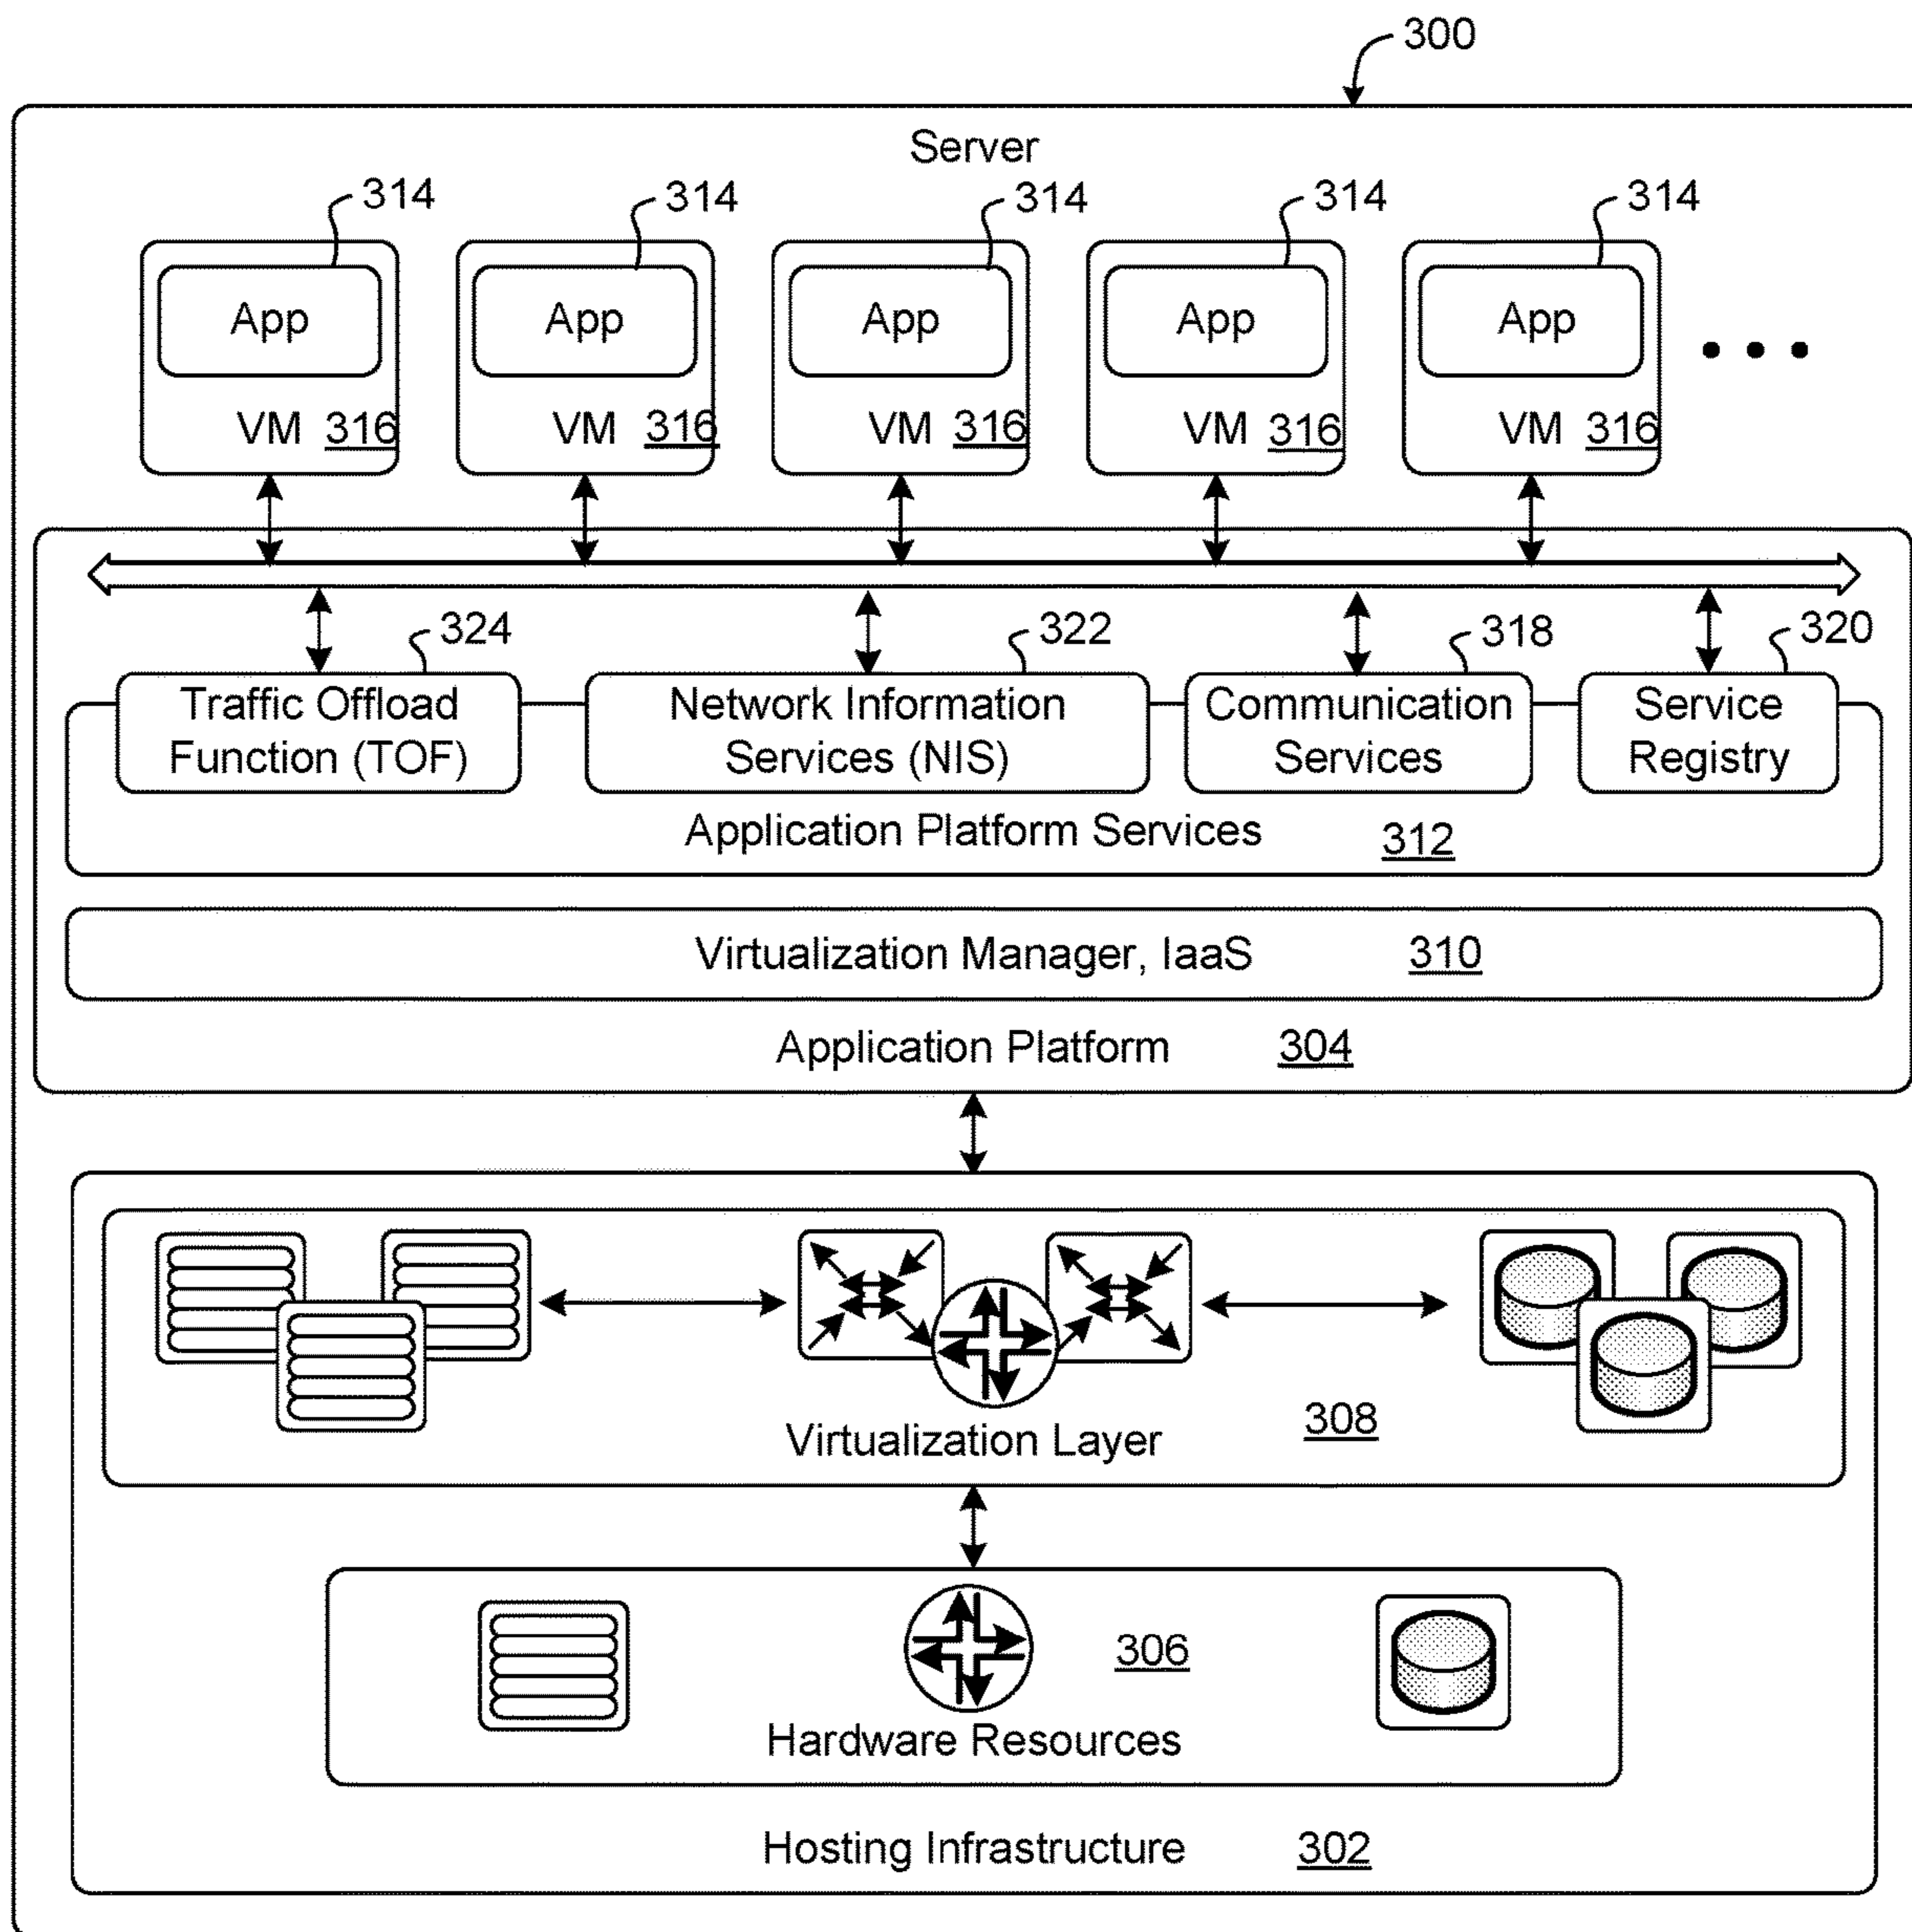 300
Server
314 314 314 314 314
App App App App App
VM 316 VM 316 VM 316 VM 316 VM 316
324 322 318 320
Traffic Offload
Function (TOF)
Network Information
Services (NIS)
Communication
Services
Service
Registry
Application Platform Services 312
Virtualization Manager, IaaS 310
Application Platform 304
Virtualization Layer 308
306
Hardware Resources
Hosting Infrastructure 302